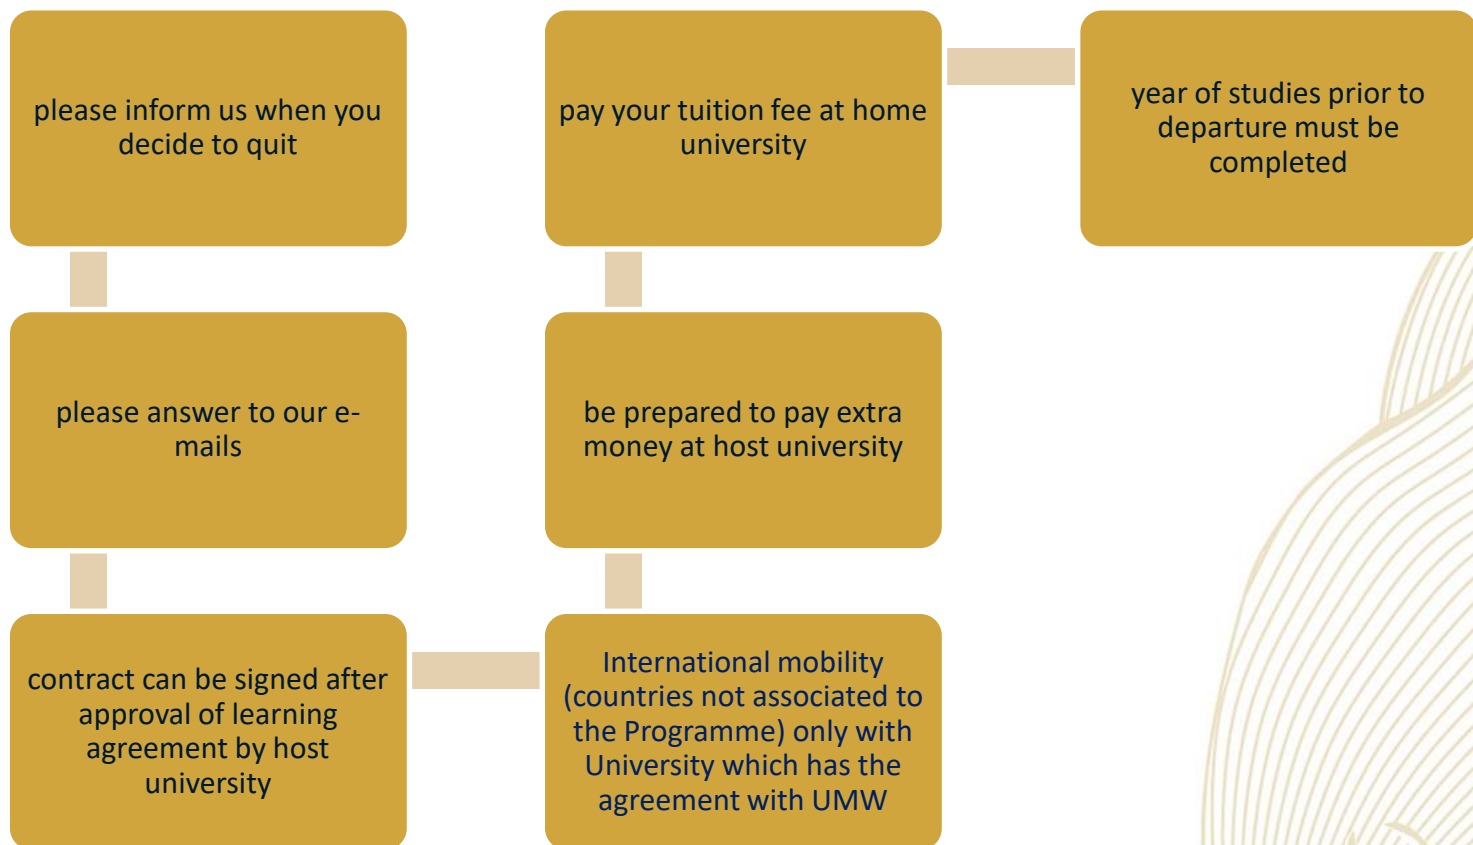 please inform us when you
decide to quit
please answer to our e-
mails
contract can be signed after
approval of learning
agreement by host
university
International mobility
(countries not associated to
the Programme) only with
University which has the
agreement with UMW
be prepared to pay extra
money at host university
pay your tuition fee at home
university
year of studies prior to
departure must be
completed